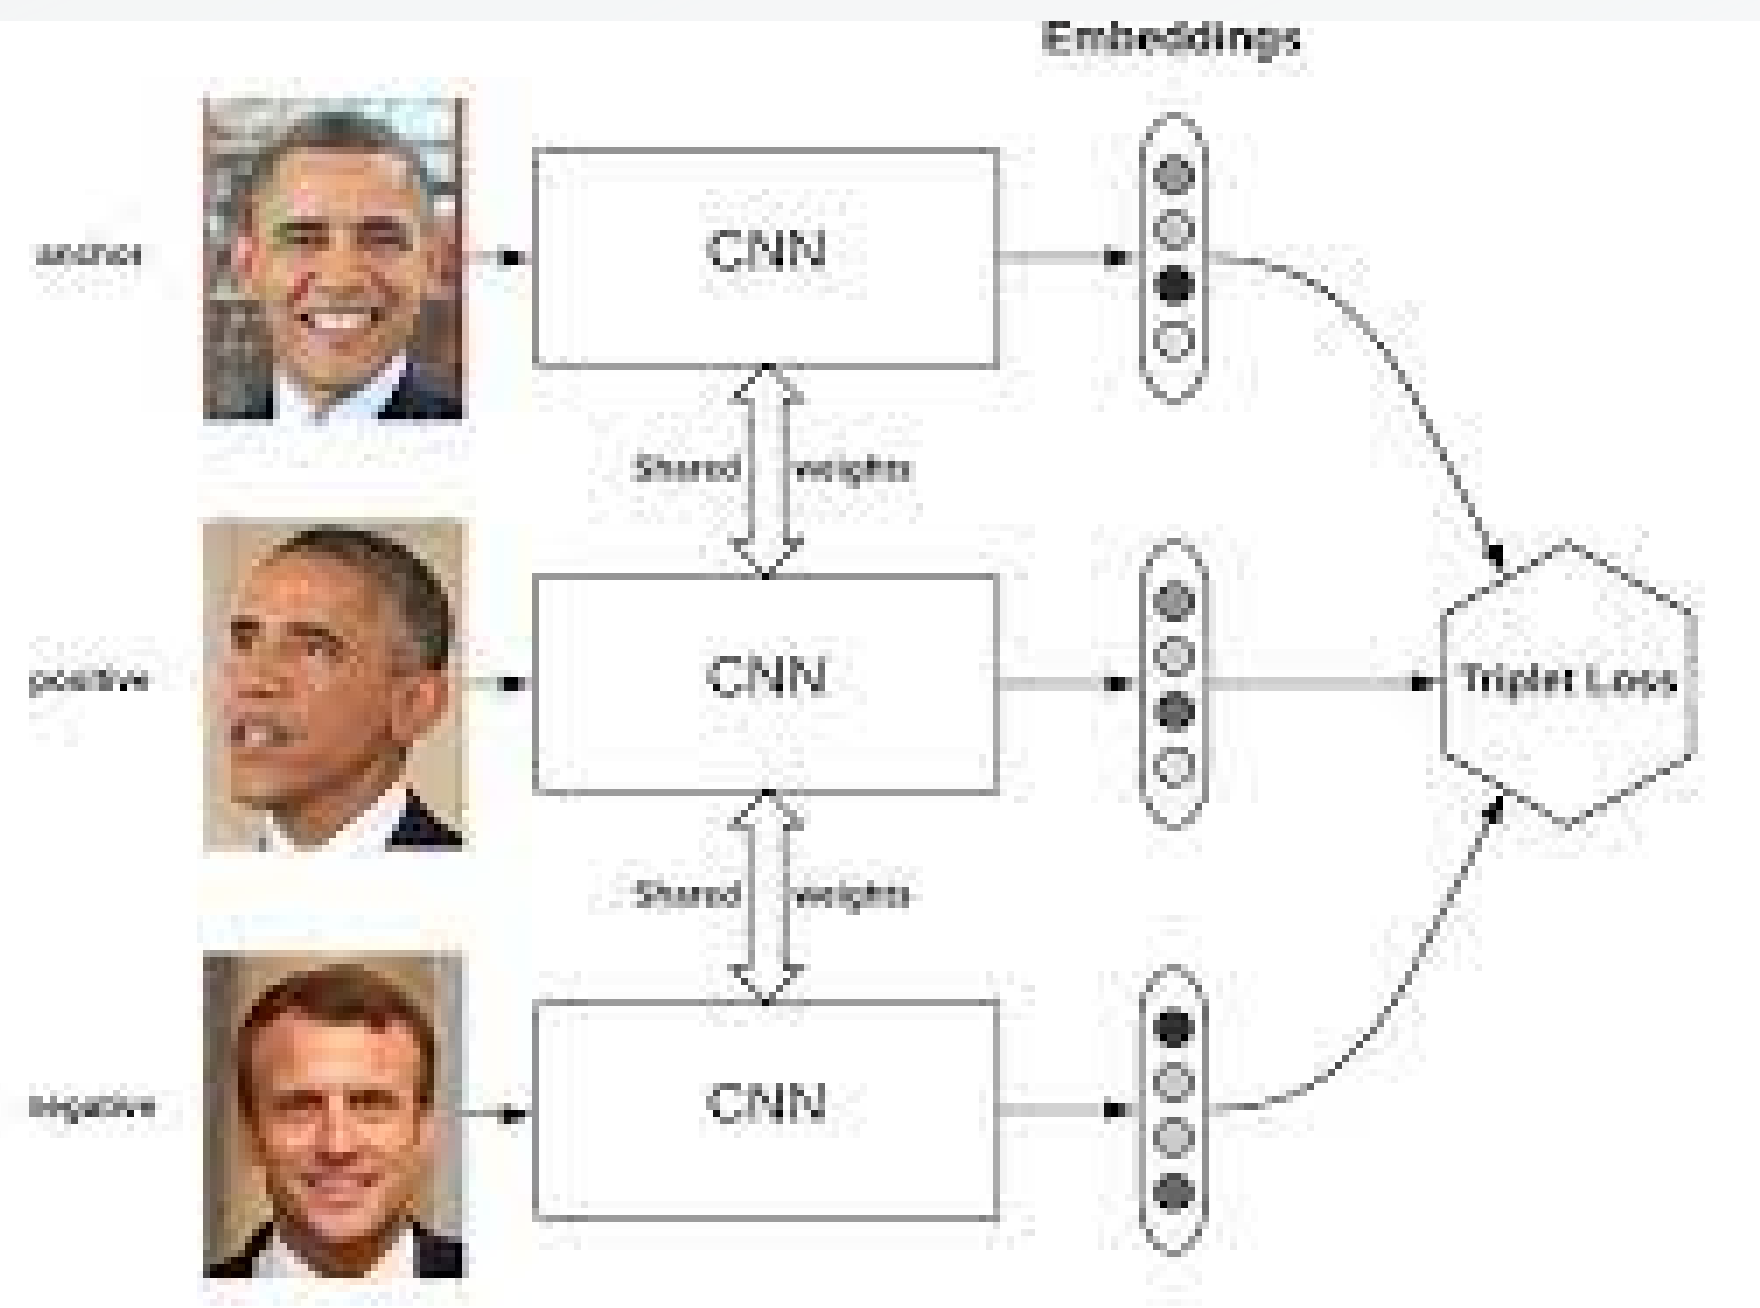 Embeddings
anchor
CNN
Shared weights
positive
CNN
Triplet Loss
Shared weights
negative
CNN